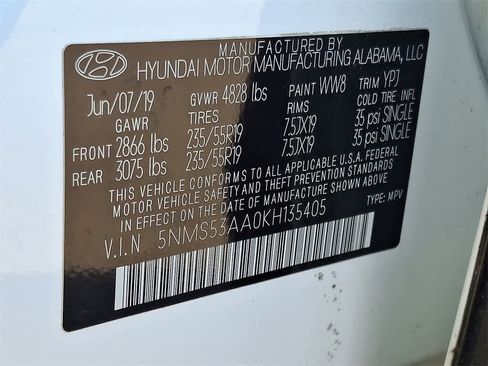 MANUFACTURED BY
HYUNDAI MOTOR MANUFACTURING ALABAMA, LLC
Jun/07/19 GVWR 4828 lbs PAINT WW8 TRIM YPJ
GAWR TIRES RIMS COLD TIRE INFL
FRONT 2866 lbs 235/55R19 7.5JX19 35 psi SINGLE
REAR 3075 lbs 235/55R19 7.5JX19 35 psi SINGLE
THIS VEHICLE CONFORMS TO ALL APPLICABLE U.S.A. FEDERAL
MOTOR VEHICLE SAFETY AND THEFT PREVENTION STANDARDS
IN EFFECT ON THE DATE OF MANUFACTURE SHOWN ABOVE.
V.I.N 5NMS53AA0KH135405 TYPE: MPV